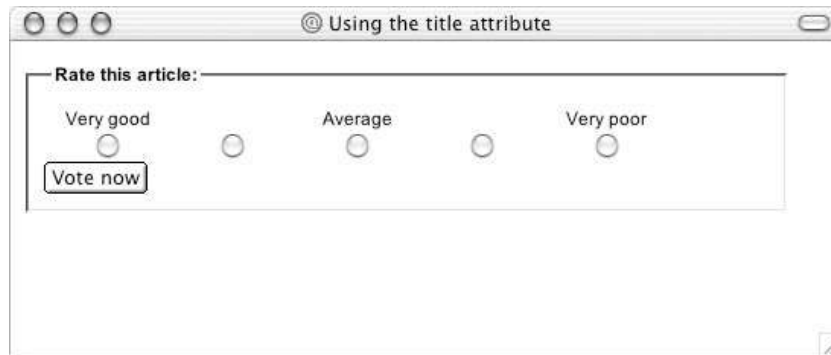 Using the title attribute
Rate this article:
Very good Average Very poor
Vote now